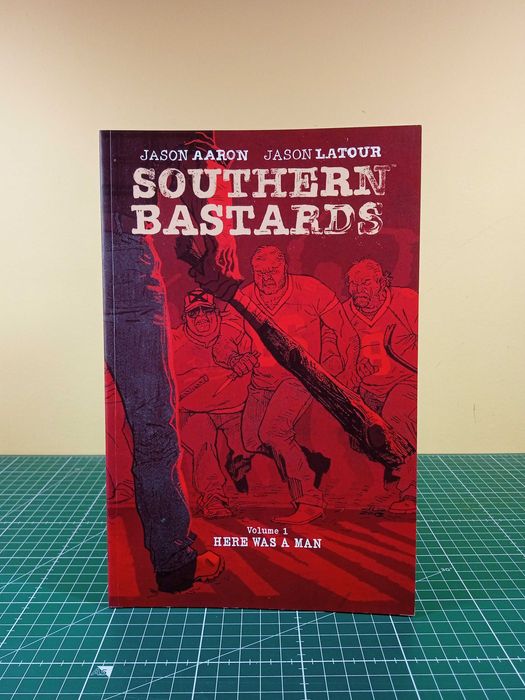 JASON AARON JASON LATOUR
SOUTHERN
BASTARDS
Volume 1
HERE WAS A MAN